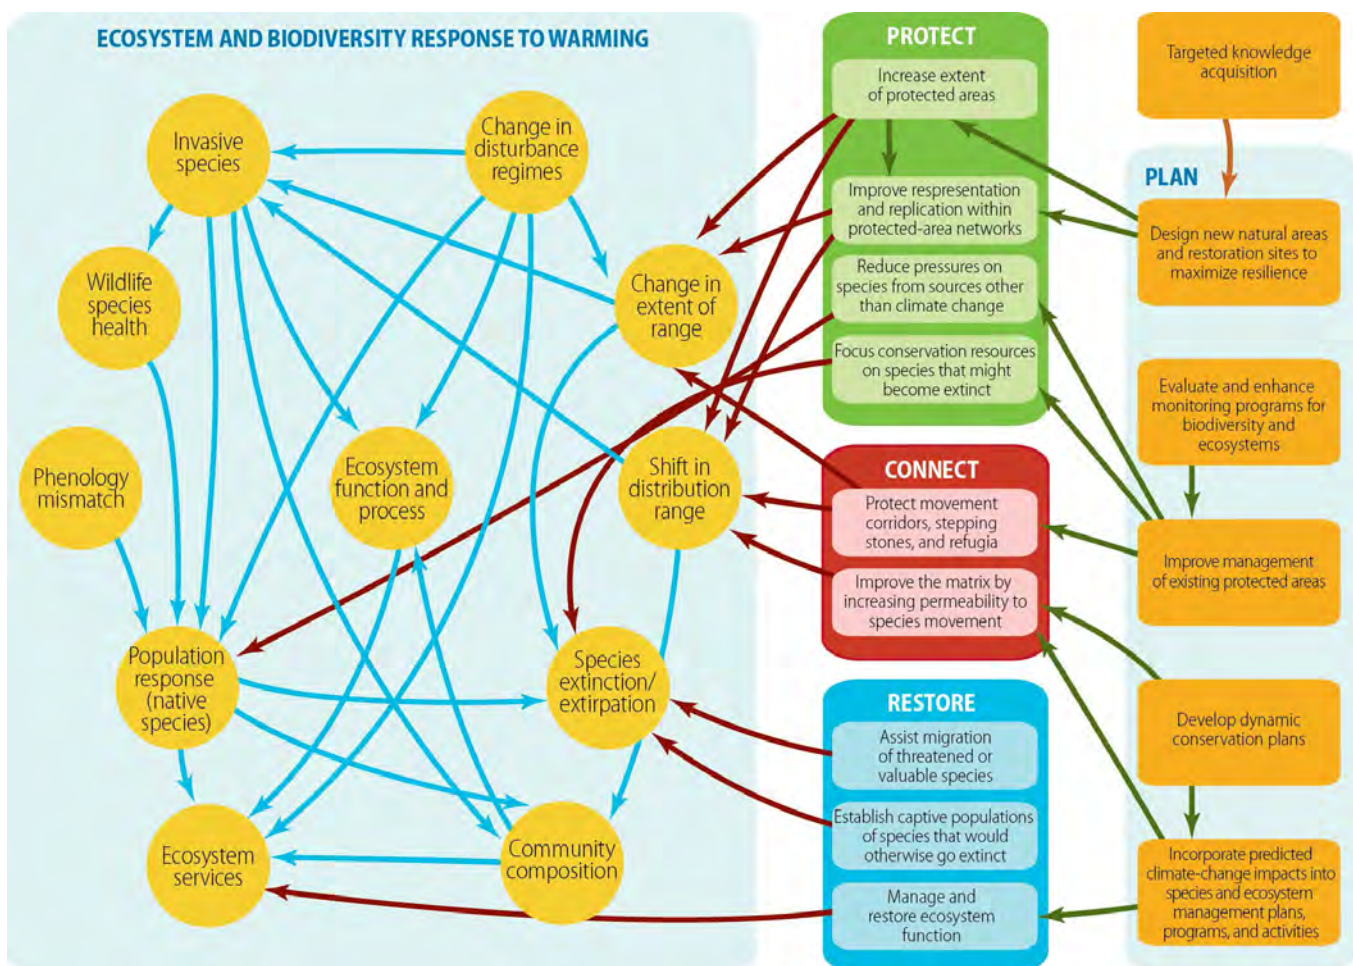 ECOSYSTEM AND BIODIVERSITY RESPONSE TO WARMING
Invasive
species
Change in
disturbance
regimes
Wildlife
species
health
Change in
extent of
range
Phenology
mismatch
Ecosystem
function and
process
Shift in
distribution
range
Population
response
(native
species)
Species
extinction/
extirpation
Ecosystem
services
Community
composition
PROTECT
Increase extent
of protected areas
Improve respresentation
and replication within
protected-area networks
Reduce pressures on
species from sources other
than climate change
Focus conservation resources
on species that might
become extinct
CONNECT
Protect movement
corridors, stepping
stones, and refugia
Improve the matrix by
increasing permeability to
species movement
RESTORE
Assist migration
of threatened or
valuable species
Establish captive populations
of species that would
otherwise go extinct
Manage and
restore ecosystem
function
Targeted knowledge
acquisition
PLAN
Design new natural areas
and restoration sites to
maximize resilience
Evaluate and enhance
monitoring programs for
biodiversity and
ecosystems
Improve management
of existing protected areas
Develop dynamic
conservation plans
Incorporate predicted
climate-change impacts into
species and ecosystem
management plans,
programs, and activities